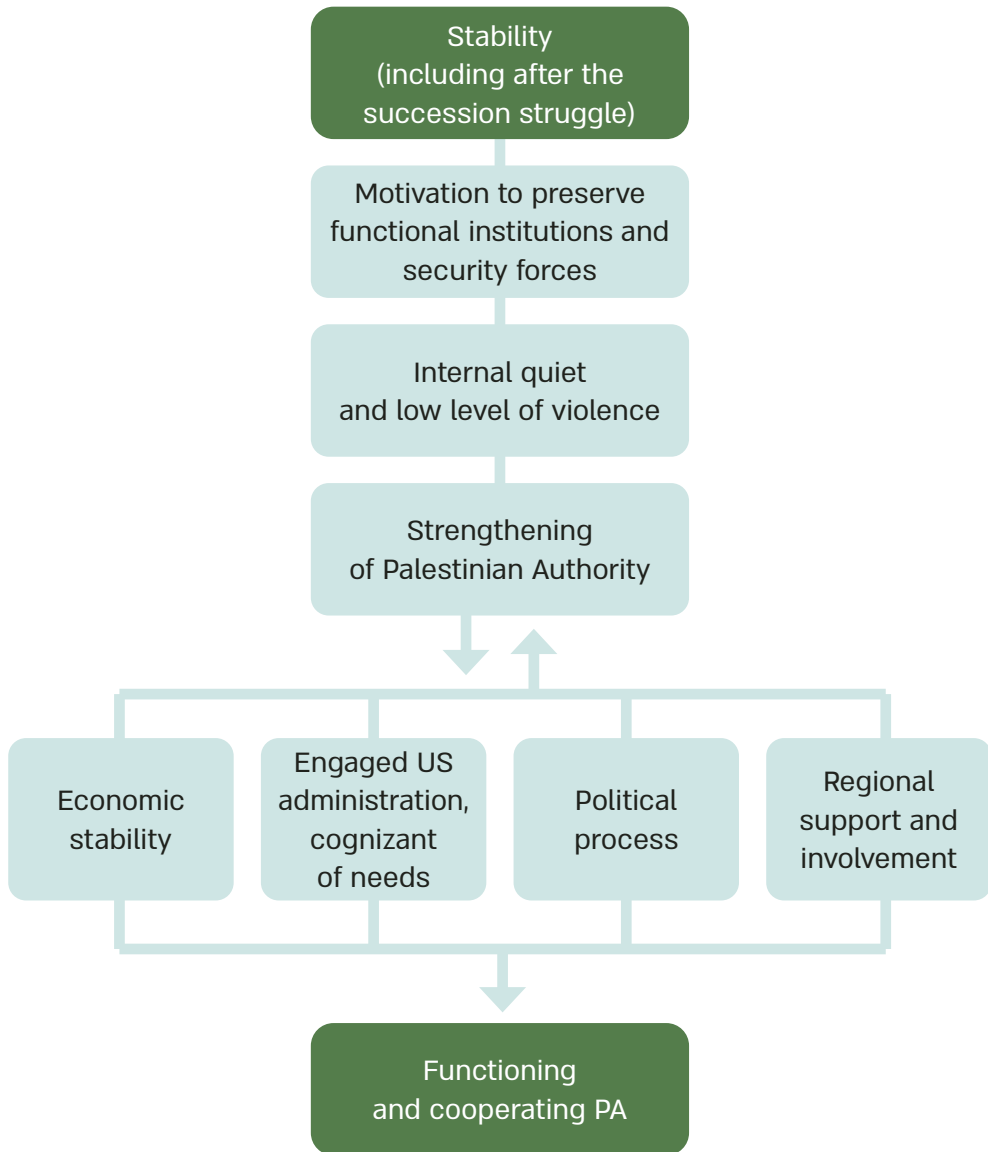 Stability
(including after the
succession struggle)
Motivation to preserve
functional institutions and
security forces
Internal quiet
and low level of violence
Strengthening
of Palestinian Authority
Economic
stability
Engaged US
administration,
cognizant
of needs
Political
process
Regional
support and
involvement
Functioning
and cooperating PA